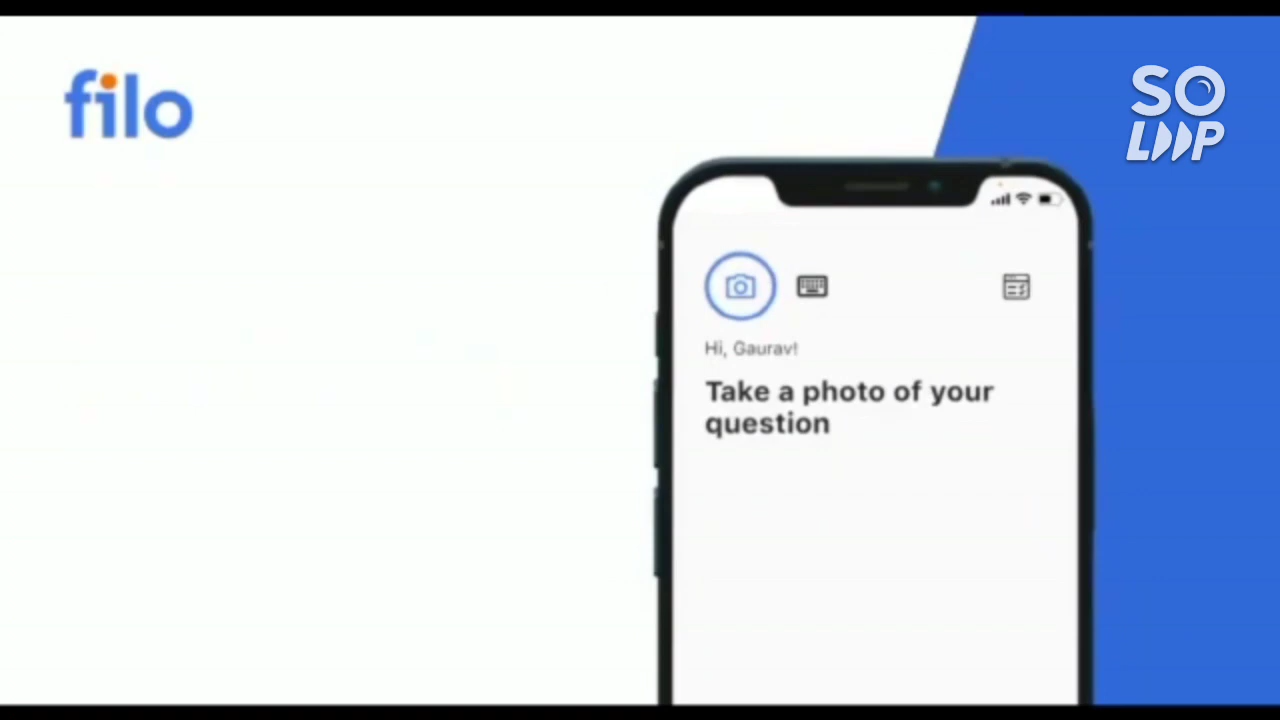 filo
SO
LOOP
Hi, Gaurav!
Take a photo of your
question